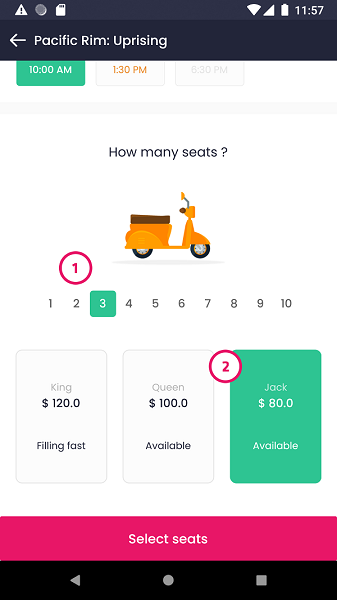 11:57
Pacific Rim: Uprising
10:00 AM 1:30 PM 6:30 PM
How many seats ?
1
1 2 3 4 5 6 7 8 9 10
2
King Queen Jack
$ 120.0 $ 100.0 $ 80.0
Filling fast Available Available
Select seats